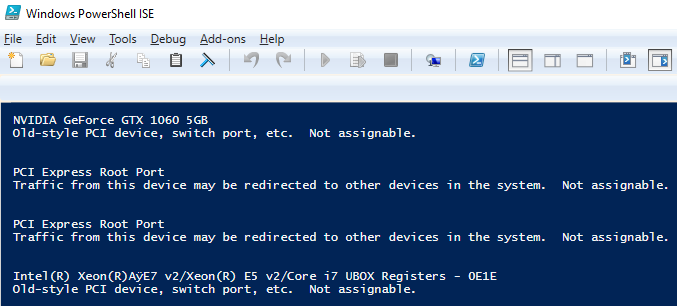 Windows PowerShell ISE
File Edit View Tools Debug Add-ons Help
NVIDIA GeForce GTX 1060 5GB
Old-style PCI device, switch port, etc.  Not assignable.
PCI Express Root Port
Traffic from this device may be redirected to other devices in the system.  Not assignable.
PCI Express Root Port
Traffic from this device may be redirected to other devices in the system.  Not assignable.
Intel(R) Xeon(R)AÿE7 v2/Xeon(R) E5 v2/Core i7 UBOX Registers - 0E1E
Old-style PCI device, switch port, etc.  Not assignable.